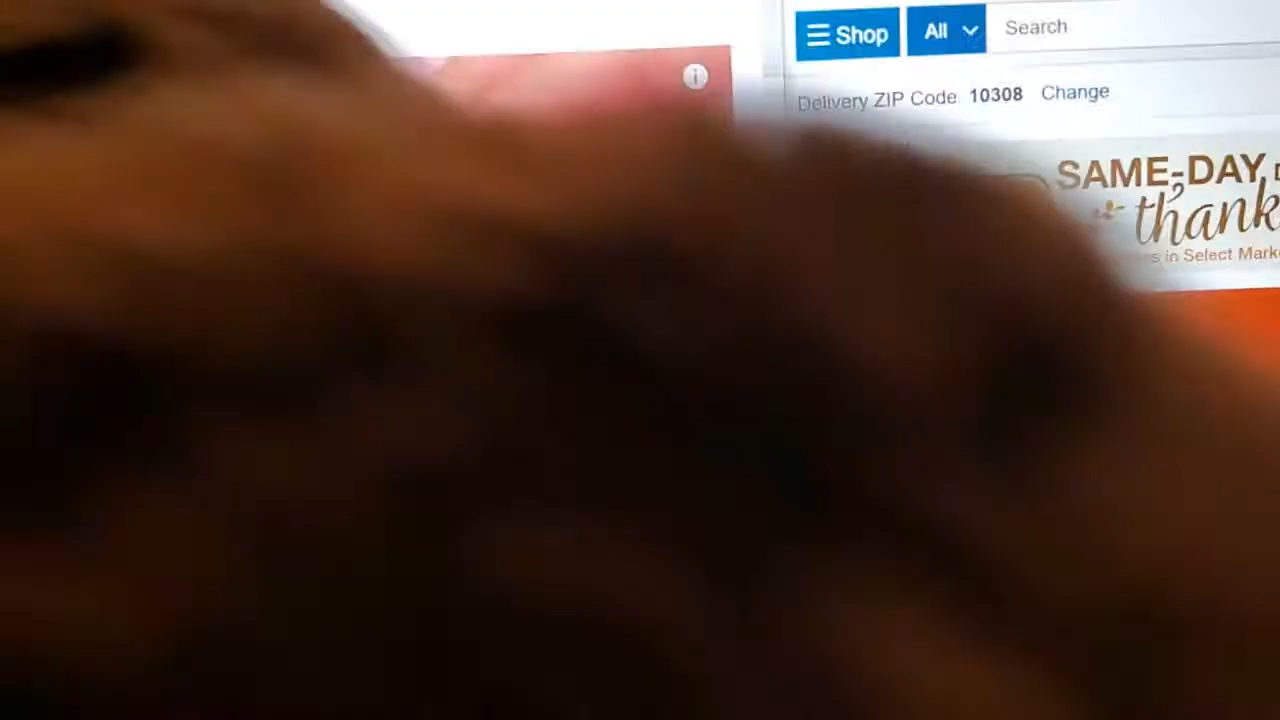 Shop All Search
Delivery ZIP Code 10308 Change
SAME-DAY
thank
s in Select Mark